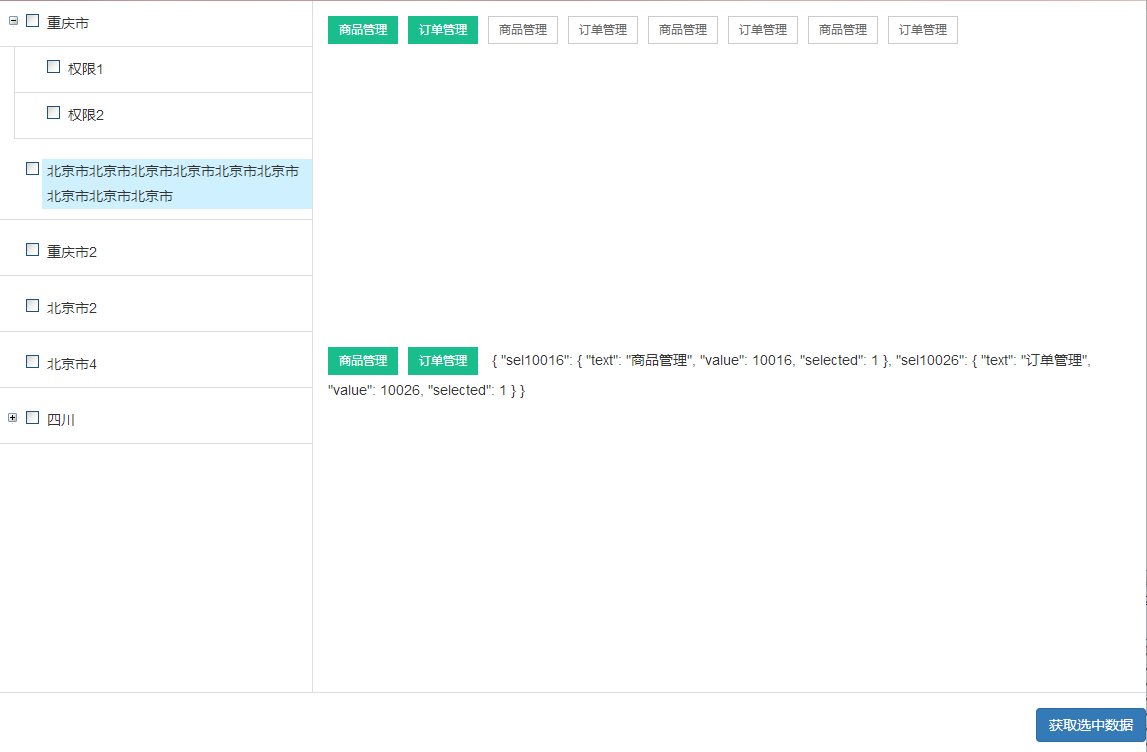 重庆市
权限1
权限2
北京市北京市北京市北京市北京市北京市
北京市北京市北京市
重庆市2
北京市2
北京市4
四川
商品管理 订单管理 商品管理 订单管理 商品管理 订单管理 商品管理 订单管理
商品管理 订单管理 { "sel10016": { "text": "商品管理", "value": 10016, "selected": 1 }, "sel10026": { "text": "订单管理",
"value": 10026, "selected": 1 } }
获取选中数据